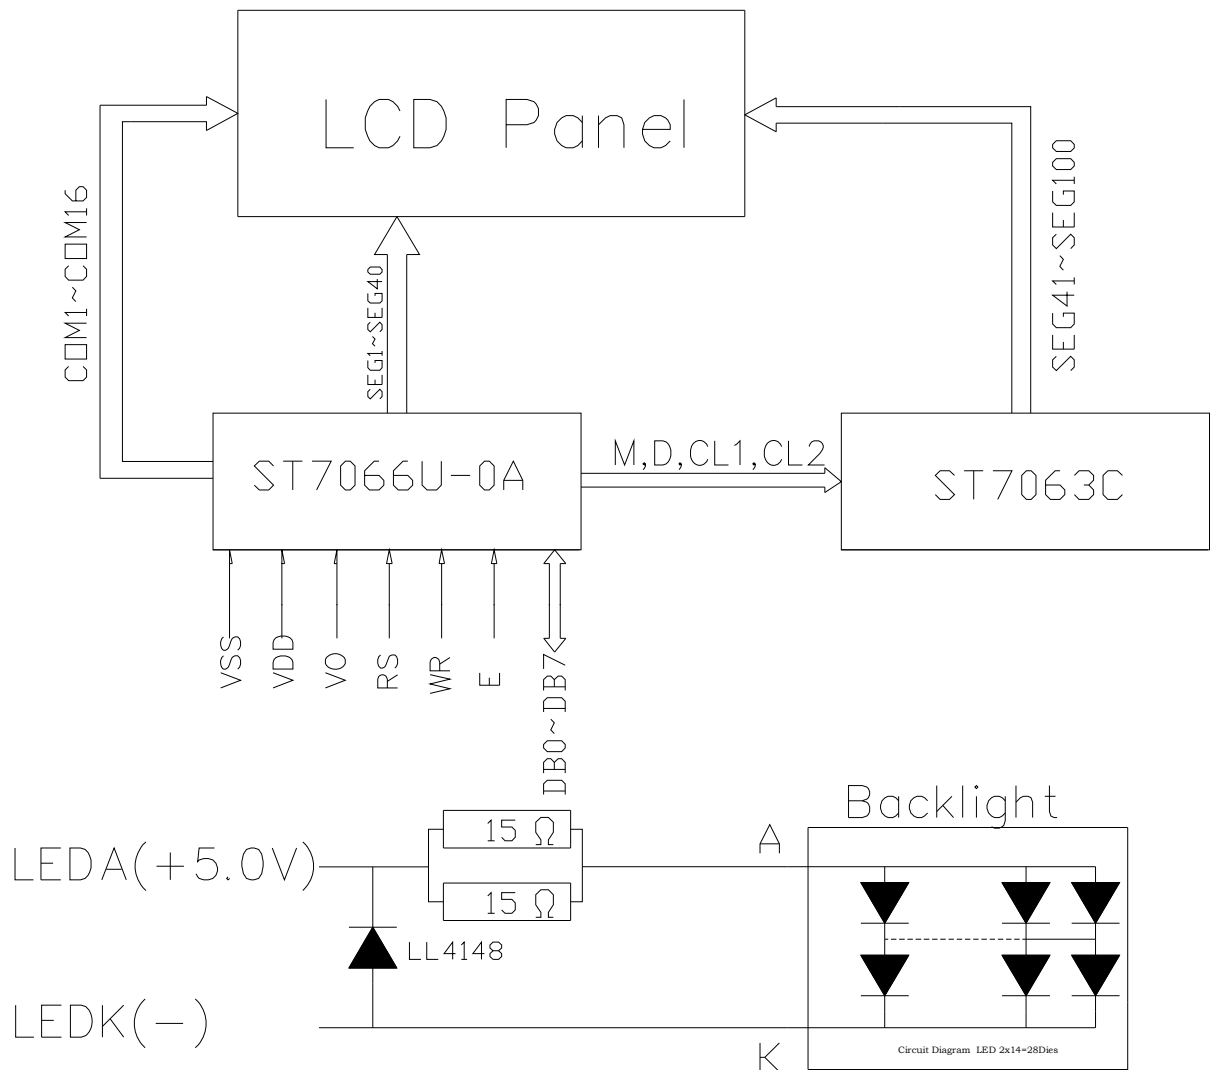 LCD Panel
COM1~COM16
SEG1~SEG40
SEG41~SEG100
ST7066U-0A
M,D,CL1,CL2
ST7063C
VSS
VDD
VO
RS
WR
E
DB0~DB7
Backlight
LEDA(+5.0V)
15 Ω
15 Ω
A
LL4148
LEDK(-)
K
Circuit Diagram LED 2x14=28Dies